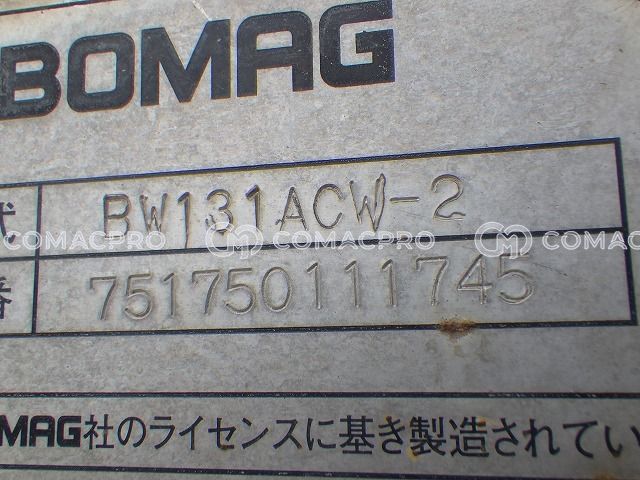 BOMAG
式 BW131ACW-2
COMACPRO COMACPRO COMACPRO
番 751750111745
MAG社のライセンスに基き製造されてい